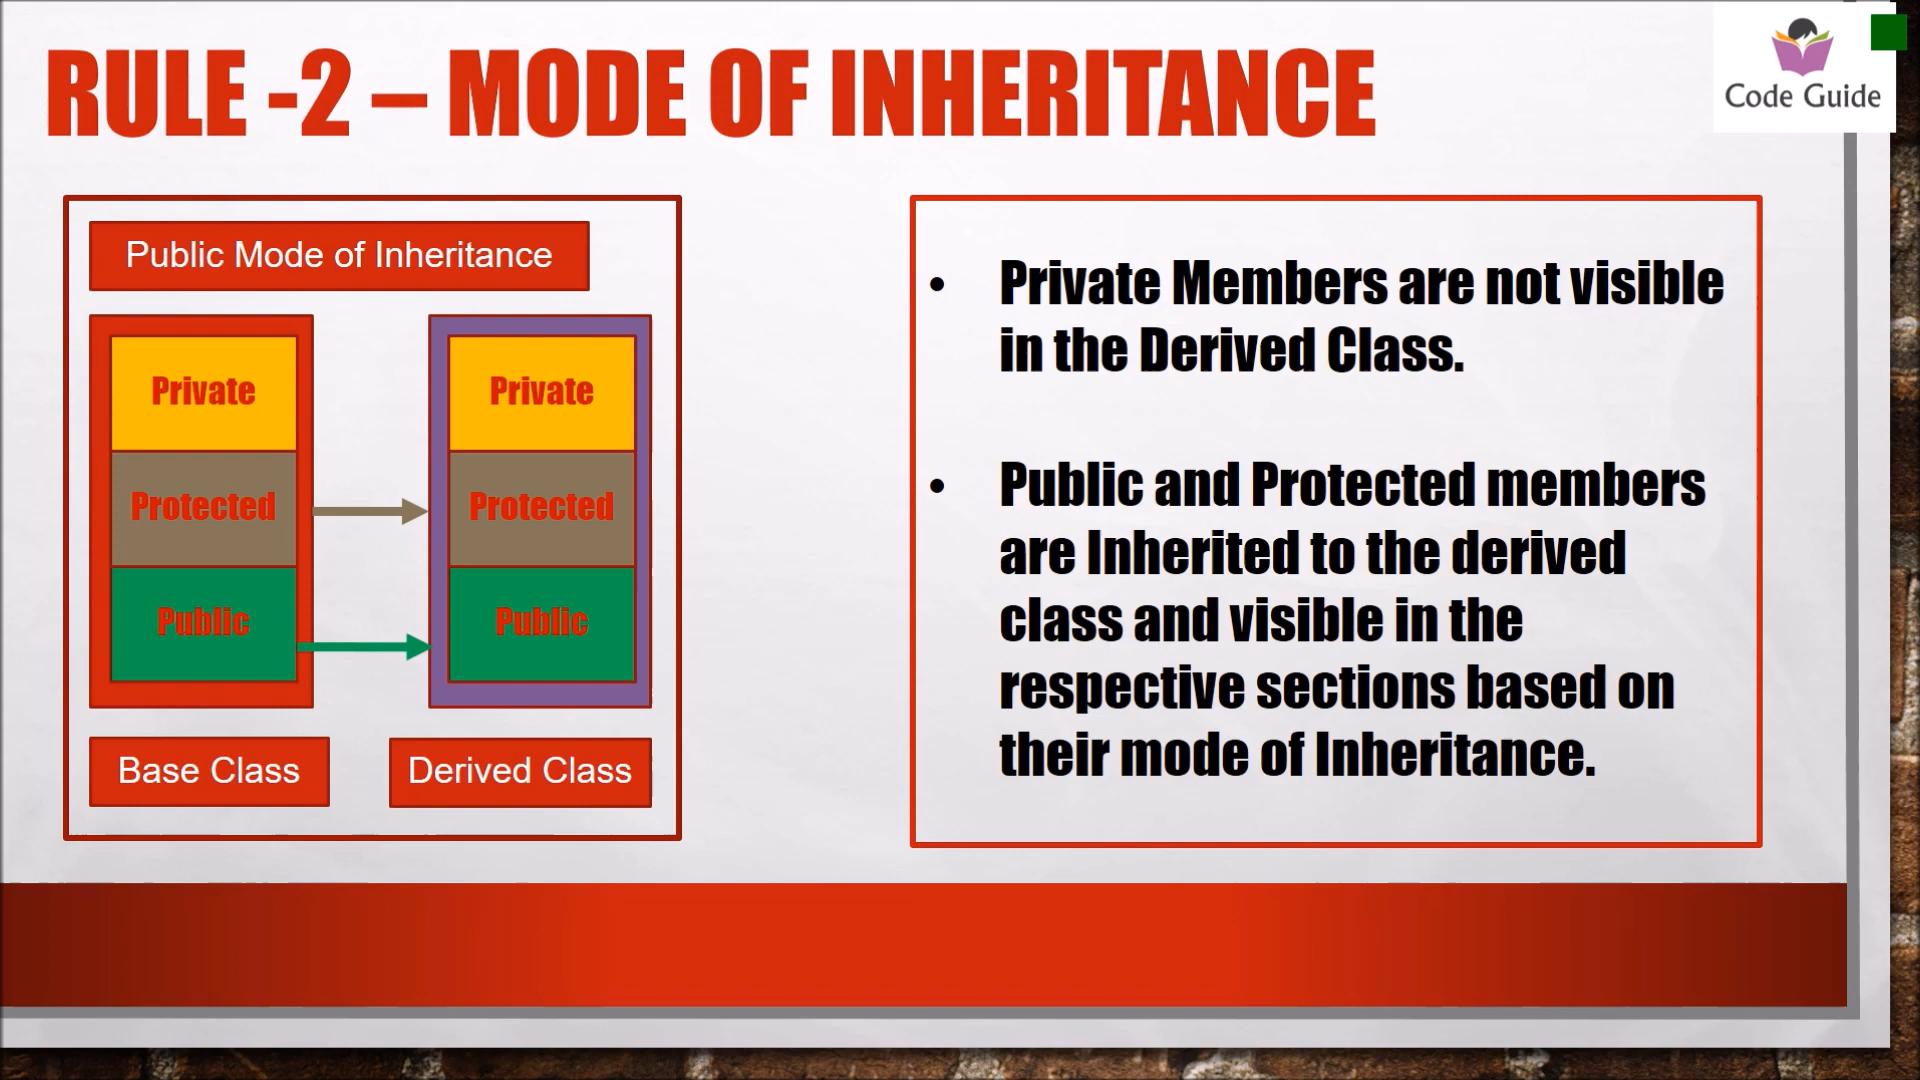 RULE -2 – MODE OF INHERITANCE
Code Guide
Public Mode of Inheritance
Private
Protected
Public
Base Class
Private
Protected
Public
Derived Class
• Private Members are not visible
in the Derived Class.
• Public and Protected members
are Inherited to the derived
class and visible in the
respective sections based on
their mode of Inheritance.